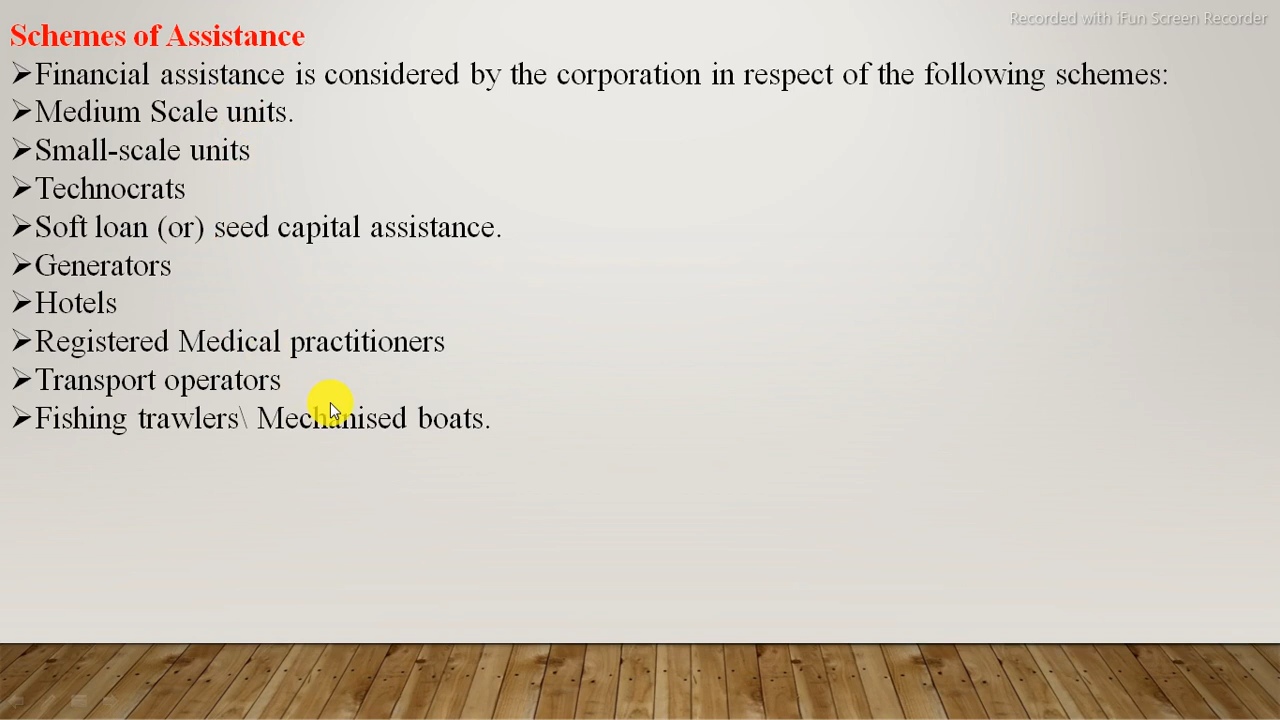 Recorded with iFun Screen Recorder
Schemes of Assistance
➢Financial assistance is considered by the corporation in respect of the following schemes:
➢Medium Scale units.
➢Small-scale units
➢Technocrats
➢Soft loan (or) seed capital assistance.
➢Generators
➢Hotels
➢Registered Medical practitioners
➢Transport operators
➢Fishing trawlers\ Mechanised boats.